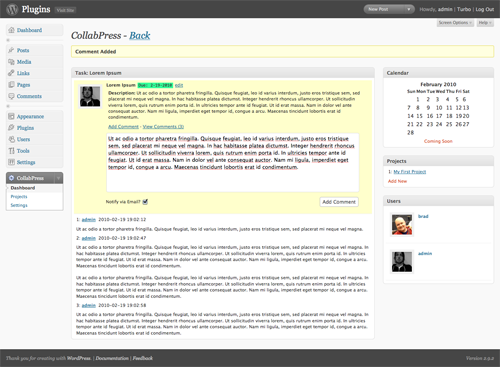 Plugins Visit Site
New Post
Howdy, admin | Turbo | Log Out
Screen Options Help
Dashboard
Posts
Media
Links
Pages
Comments
Appearance
Plugins
Users
Tools
Settings
CollabPress
Dashboard
Projects
Settings
CollabPress - Back
Comment Added
Task: Lorem Ipsum
Lorem Ipsum Due: 2-19-2010 edit
Description: Ut ac odio a tortor pharetra fringilla. Quisque feugiat, leo id varius interdum, justo eros tristique
sem, sed placerat mi neque vel magna. In hac habitasse platea dictumst. Integer hendrerit rhoncus
ullamcorper. Ut sollicitudin viverra lorem, quis rutrum enim porta id. In ultricies tempor ante id
feugiat. Ut id erat massa. Nam in dolor vel ante consequat auctor. Nam mi ligula, imperdiet eget
tempor id, congue a arcu. Maecenas tincidunt lobortis erat id condimentum.
Add Comment - View Comments (3)
Ut ac odio a tortor pharetra fringilla. Quisque feugiat, leo id varius interdum, justo eros tristique
sem, sed placerat mi neque vel magna. In hac habitasse platea dictumst. Integer hendrerit rhoncus
ullamcorper. Ut sollicitudin viverra lorem, quis rutrum enim porta id. In ultricies tempor ante id
feugiat. Ut id erat massa. Nam in dolor vel ante consequat auctor. Nam mi ligula, imperdiet eget
tempor id, congue a arcu. Maecenas tincidunt lobortis erat id condimentum.
Notify via Email?
Add Comment
1: admin 2010-02-19 19:02:12
Ut ac odio a tortor pharetra fringilla. Quisque feugiat, leo id varius interdum, justo eros tristique sem, sed placerat mi neque vel magna.
2: admin 2010-02-19 19:02:47
Ut ac odio a tortor pharetra fringilla. Quisque feugiat, leo id varius interdum, justo eros tristique sem, sed placerat mi neque vel magna. In
hac habitasse platea dictumst. Integer hendrerit rhoncus ullamcorper. Ut sollicitudin viverra lorem, quis rutrum enim porta id. In ultricies
tempor ante id feugiat. Ut id erat massa. Nam in dolor vel ante consequat auctor. Nam mi ligula, imperdiet eget tempor id, congue a arcu.
Maecenas tincidunt lobortis erat id condimentum.
Ut ac odio a tortor pharetra fringilla. Quisque feugiat, leo id varius interdum, justo eros tristique sem, sed placerat mi neque vel magna. In
hac habitasse platea dictumst. Integer hendrerit rhoncus ullamcorper. Ut sollicitudin viverra lorem, quis rutrum enim porta id. In ultricies
tempor ante id feugiat. Ut id erat massa. Nam in dolor vel ante consequat auctor. Nam mi ligula, imperdiet eget tempor id, congue a arcu.
Maecenas tincidunt lobortis erat id condimentum.
3: admin 2010-02-19 19:02:58
Ut ac odio a tortor pharetra fringilla. Quisque feugiat, leo id varius interdum, justo eros tristique sem, sed placerat mi neque vel magna. In
hac habitasse platea dictumst. Integer hendrerit rhoncus ullamcorper. Ut sollicitudin viverra lorem, quis rutrum enim porta id. In ultricies
tempor ante id feugiat. Ut id erat massa. Nam in dolor vel ante consequat auctor. Nam mi ligula, imperdiet eget tempor id, congue a arcu.
Maecenas tincidunt lobortis erat id condimentum.
Calendar
February 2010
Sun Mon Tue Wed Thu Fri Sat
1 2 3 4 5 6
7 8 9 10 11 12 13
14 15 16 17 18 19 20
21 22 23 24 25 26 27
28
Coming Soon
Projects
1: My First Project
Add New
Users
brad
admin
Thank you for creating with WordPress. | Documentation | Feedback
Version 2.9.2